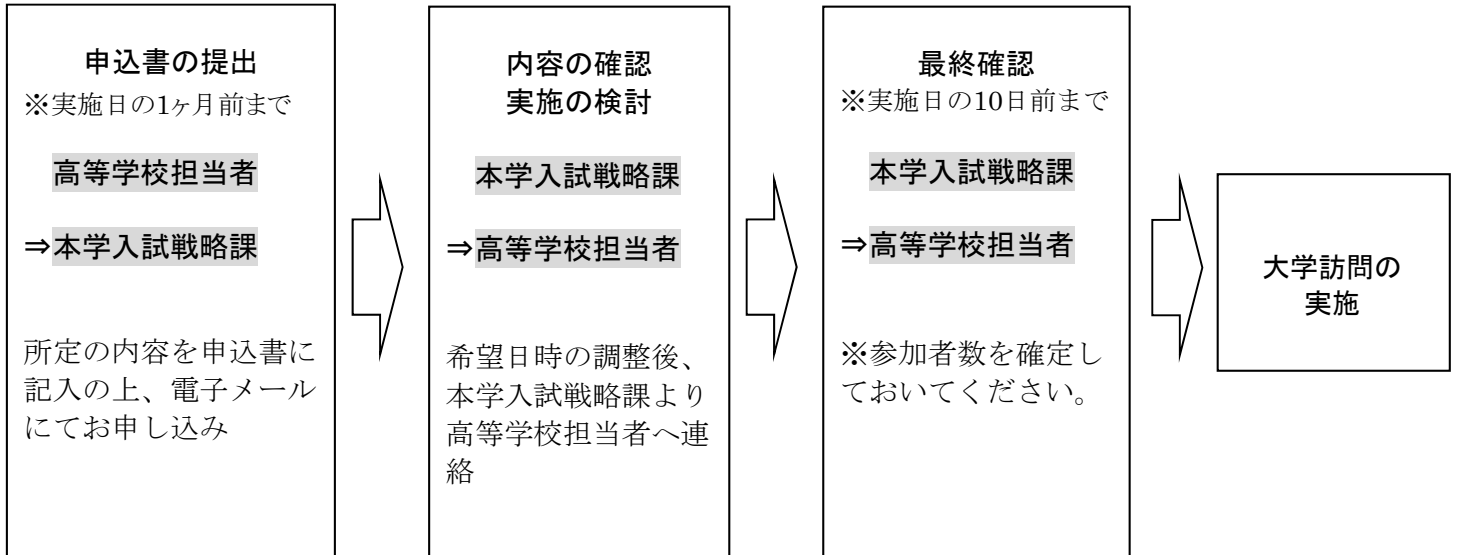 申込書の提出
※実施日の1ヶ月前まで
高等学校担当者
⇒本学入試戦略課
所定の内容を申込書に
記入の上、電子メール
にてお申し込み
内容の確認
実施の検討
本学入試戦略課
⇒高等学校担当者
希望日時の調整後、
本学入試戦略課より
高等学校担当者へ連
絡
最終確認
※実施日の10日前まで
本学入試戦略課
⇒高等学校担当者
※参加者数を確定し
ておいてください。
大学訪問の
実施